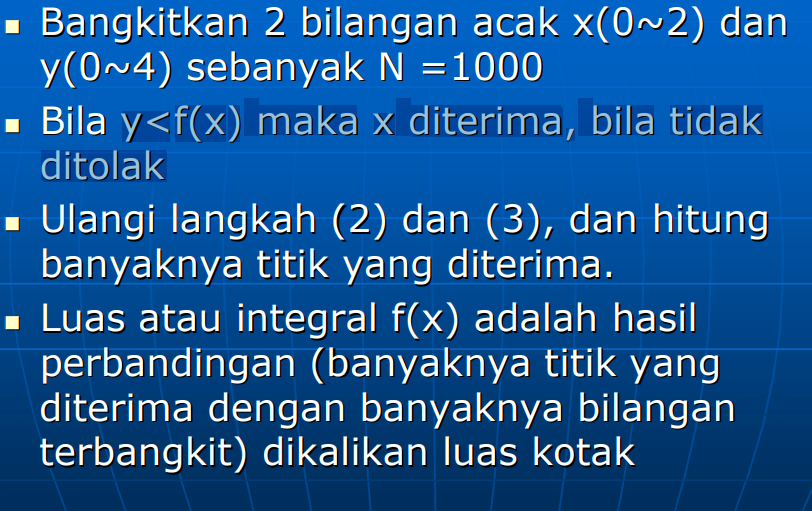 Bangkitkan 2 bilangan acak x(0~2) dan
y(0~4) sebanyak N =1000
Bila y<f(x) maka x diterima, bila tidak
ditolak
Ulangi langkah (2) dan (3), dan hitung
banyaknya titik yang diterima.
Luas atau integral f(x) adalah hasil
perbandingan (banyaknya titik yang
diterima dengan banyaknya bilangan
terbangkit) dikalikan luas kotak